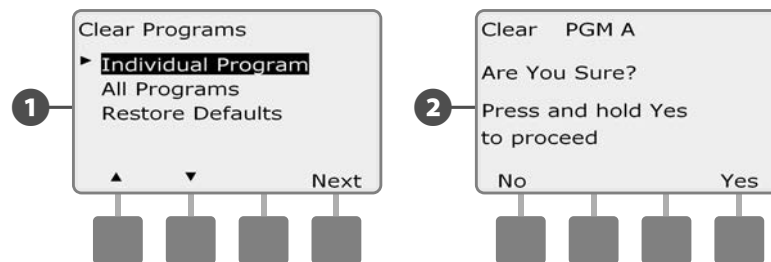 1
Clear Programs
► Individual Program
All Programs
Restore Defaults
▲ ▼ Next
2
Clear PGM A
Are You Sure?
Press and hold Yes
to proceed
No Yes